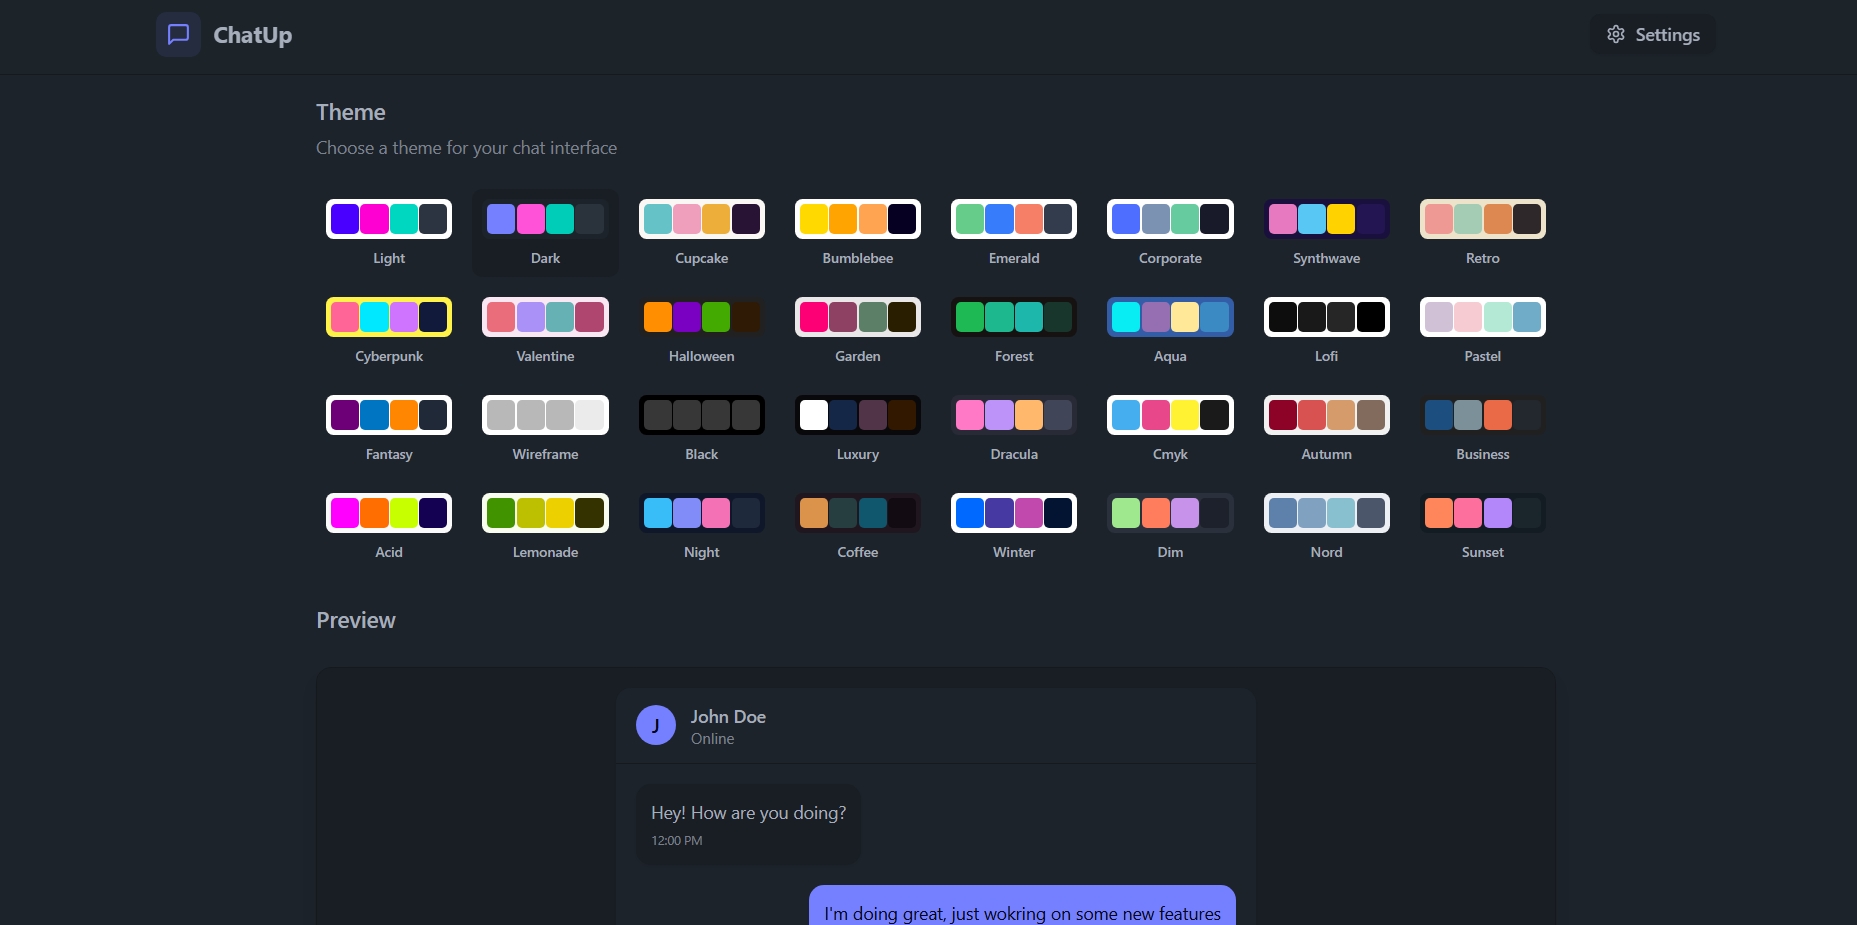 ChatUp
Settings
Theme
Choose a theme for your chat interface
Light Dark Cupcake Bumblebee Emerald Corporate Synthwave Retro
Cyberpunk Valentine Halloween Garden Forest Aqua Lofi Pastel
Fantasy Wireframe Black Luxury Dracula Cmyk Autumn Business
Acid Lemonade Night Coffee Winter Dim Nord Sunset
Preview
J
John Doe
Online
Hey! How are you doing?
12:00 PM
I'm doing great, just wokring on some new features